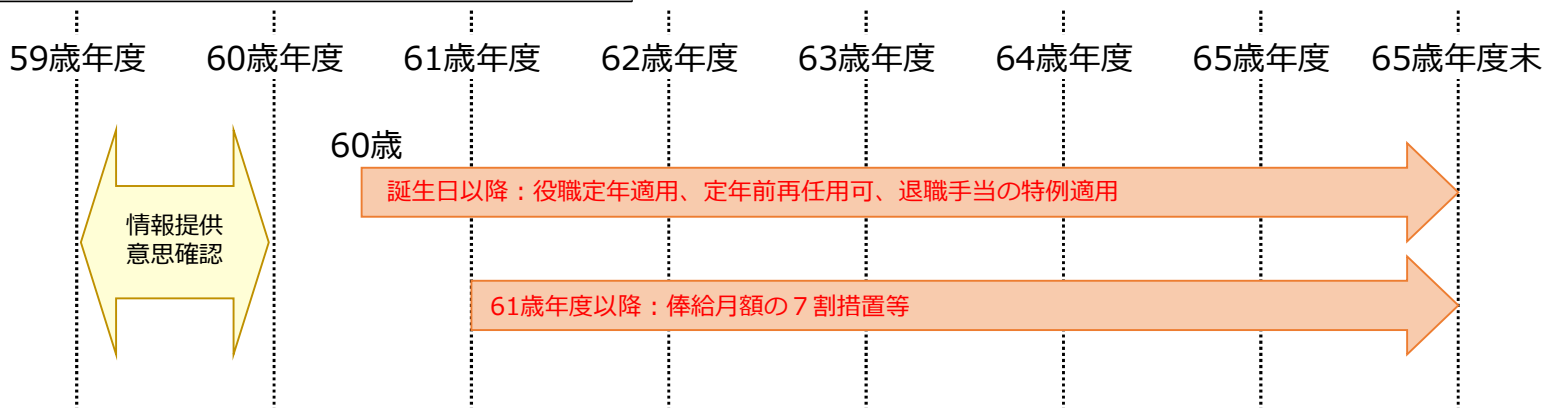 59歳年度 60歳年度 61歳年度 62歳年度 63歳年度 64歳年度 65歳年度 65歳年度末
60歳
誕生日以降：役職定年適用、定年前再任用可、退職手当の特例適用
情報提供
意思確認
61歳年度以降：俸給月額の７割措置等